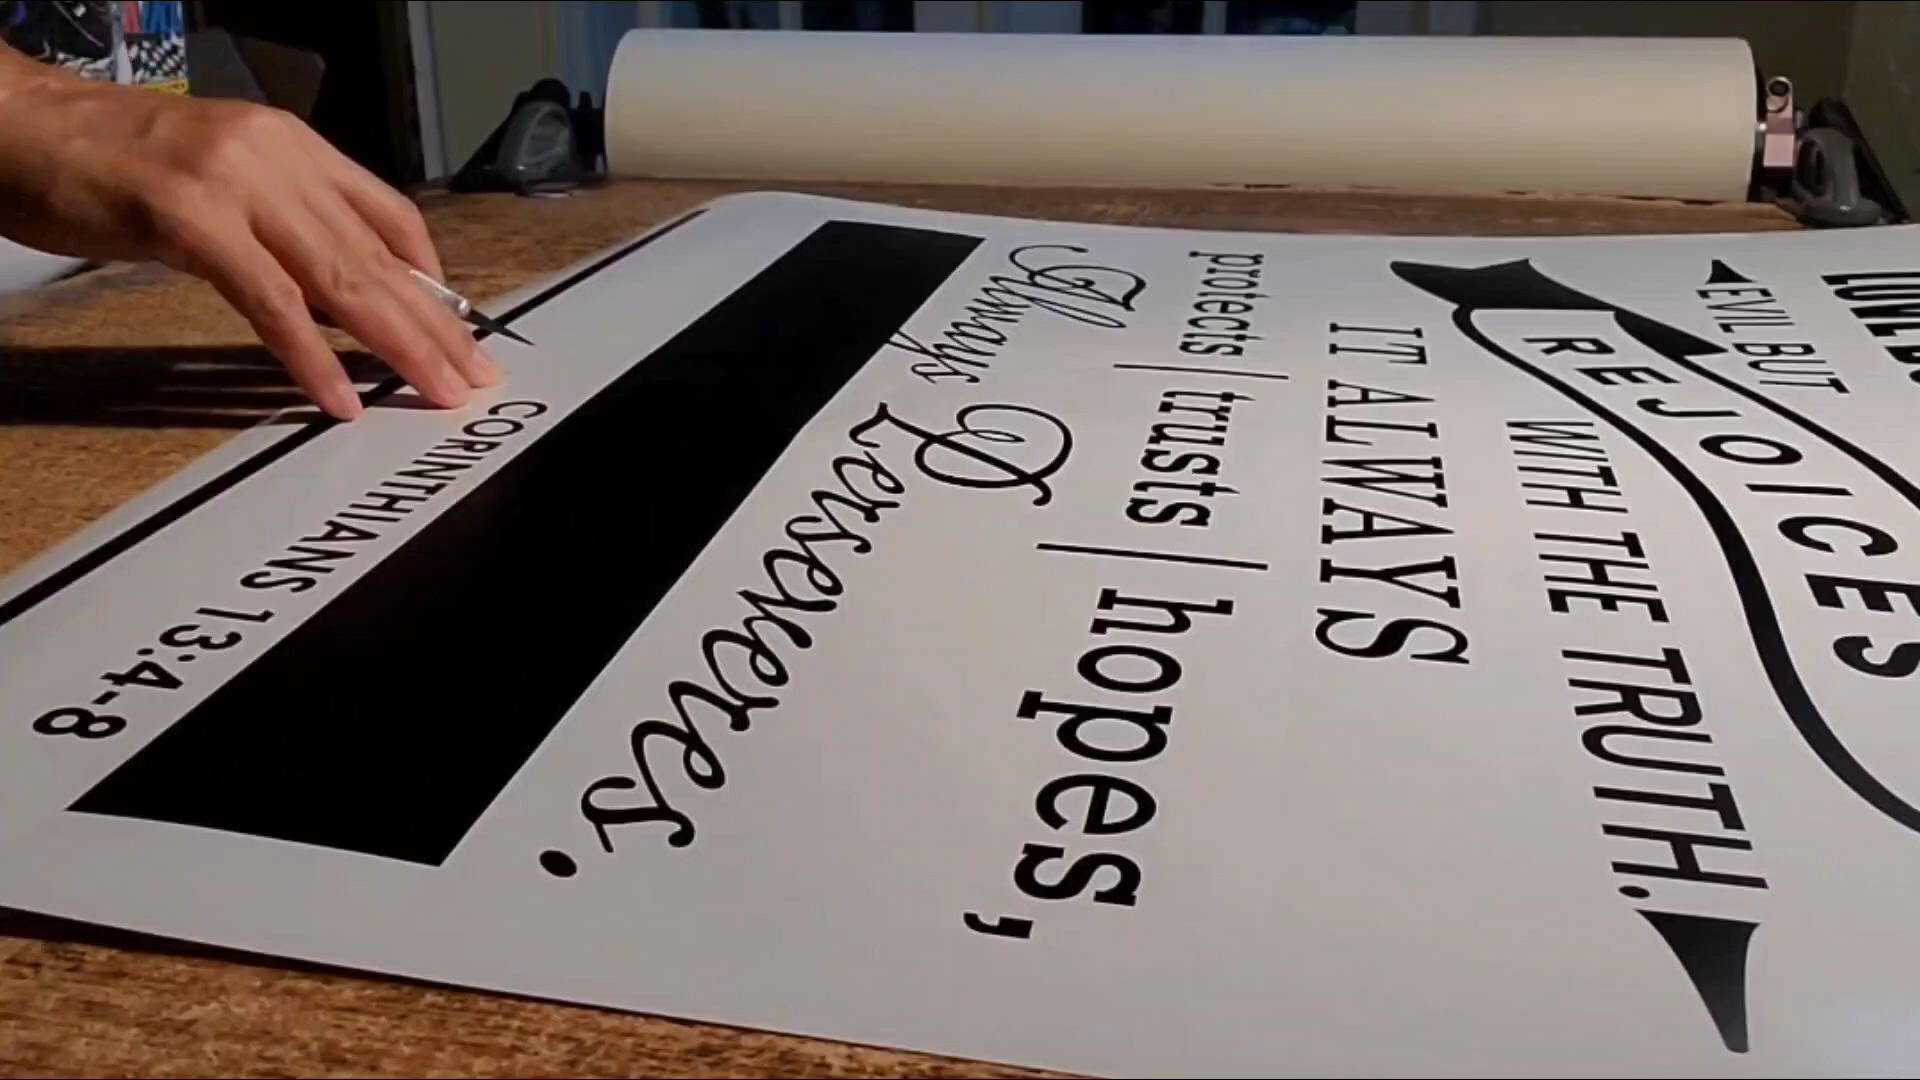 EVIL BUT
REJOICES
WITH THE TRUTH.
IT ALWAYS
protects | trusts | hopes,
Always Perseveres.
CORINTHIANS 13:4-8